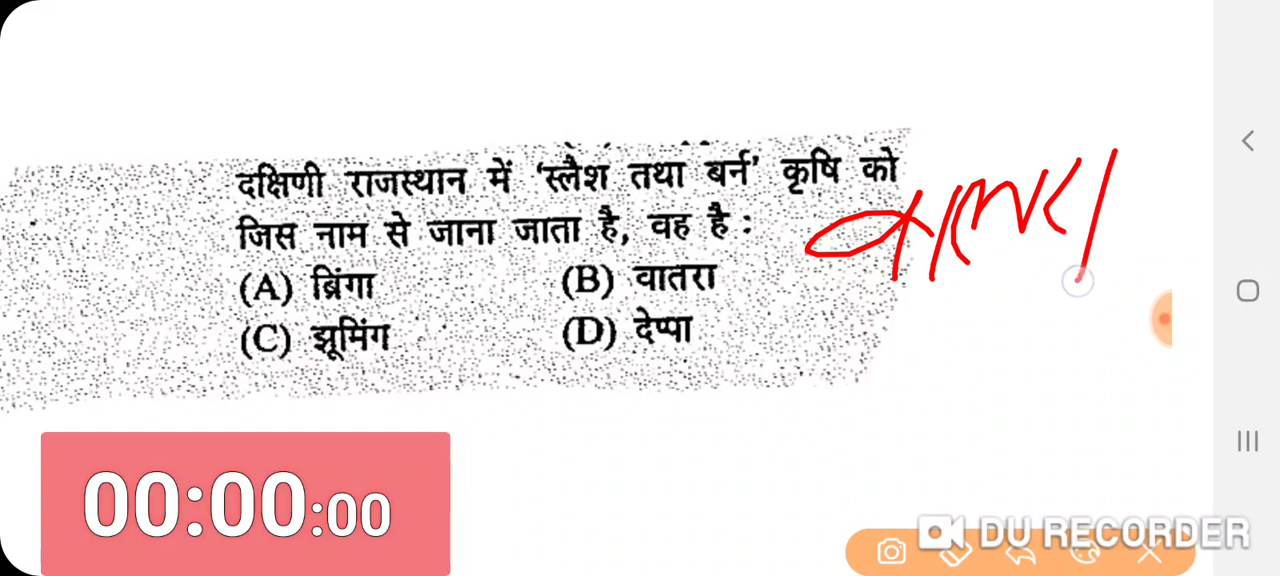 दक्षिणी राजस्थान में 'स्लैश तथा बर्न' कृषि को
जिस नाम से जाना जाता है, वह है :
(A) ब्रिंगा (B) वातरा
(C) झूमिंग (D) देप्पा
00:00:00
DU RECORDER